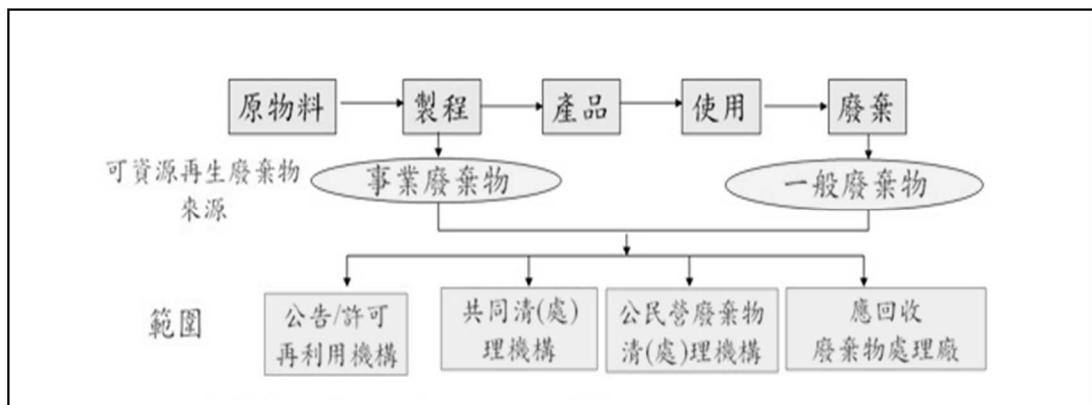 原物料 製程 產品 使用 廢棄
可資源再生廢棄物
來源
事業廢棄物 一般廢棄物
範圍
公告/許可
再利用機構
共同清(處)
理機構
公民營廢棄物
清(處)理機構
應回收
廢棄物處理廠